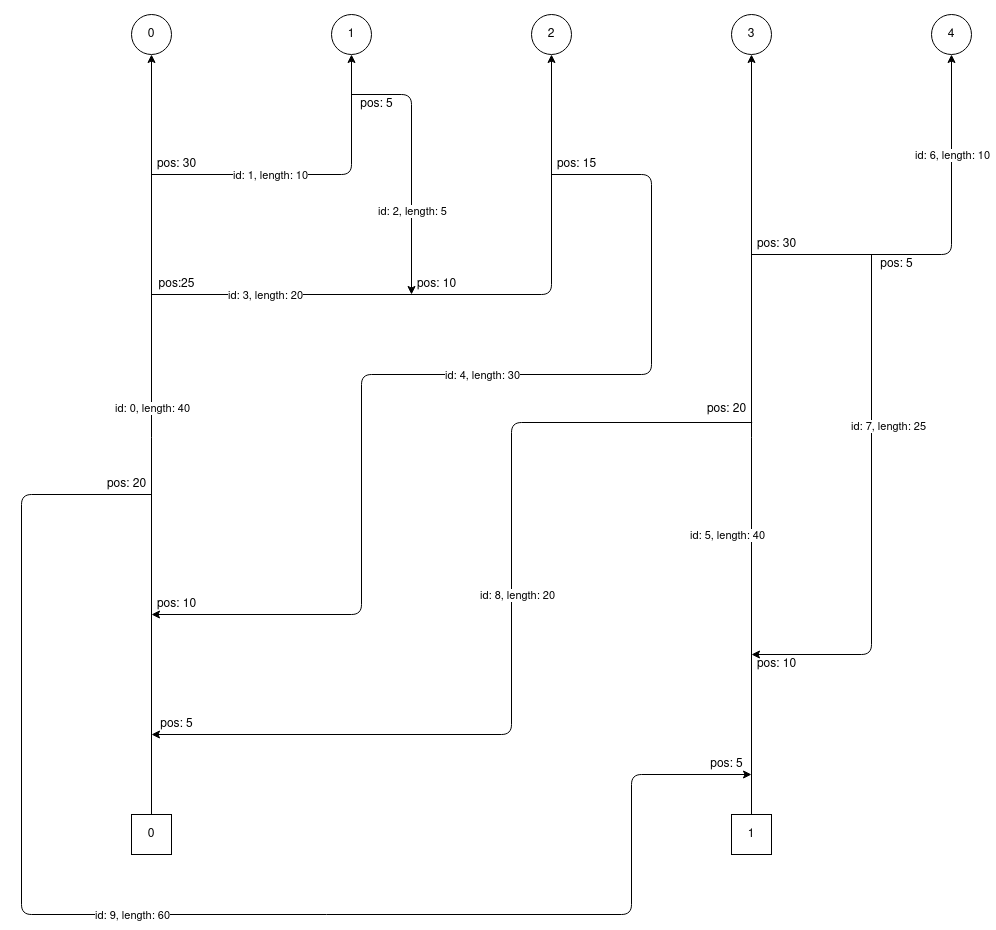 0
1
2
3
4
pos: 5
id: 6, length: 10
pos: 30
pos: 15
id: 1, length: 10
id: 2, length: 5
pos: 30
pos: 5
pos:25
pos: 10
id: 3, length: 20
id: 4, length: 30
id: 0, length: 40
pos: 20
id: 7, length: 25
pos: 20
id: 5, length: 40
id: 8, length: 20
pos: 10
pos: 10
pos: 5
pos: 5
0
1
id: 9, length: 60